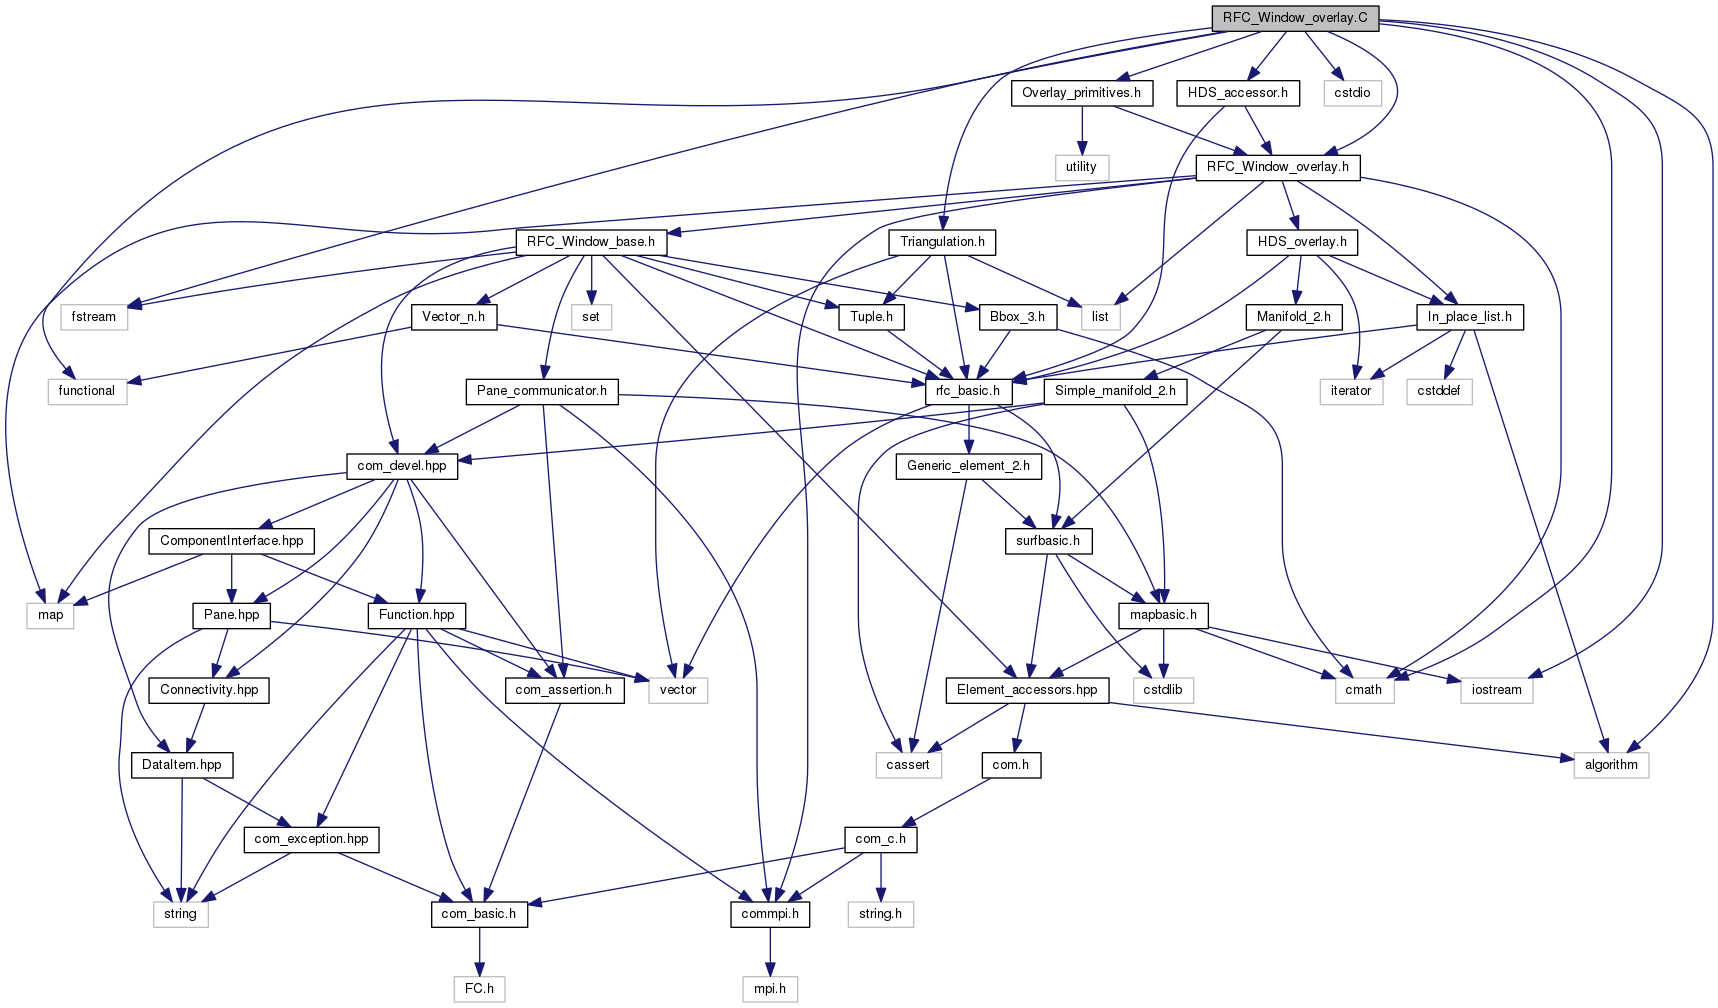 RFC_Window_overlay.C
Overlay_primitives.h
HDS_accessor.h
cstdio
utility
RFC_Window_overlay.h
RFC_Window_base.h
Triangulation.h
HDS_overlay.h
fstream
Vector_n.h
set
Tuple.h
Bbox_3.h
list
Manifold_2.h
In_place_list.h
functional
Pane_communicator.h
rfc_basic.h
Simple_manifold_2.h
iterator
cstddef
com_devel.hpp
Generic_element_2.h
ComponentInterface.hpp
surfbasic.h
map
Pane.hpp
Function.hpp
mapbasic.h
Connectivity.hpp
com_assertion.h
vector
Element_accessors.hpp
cstdlib
cmath
iostream
DataItem.hpp
cassert
com.h
algorithm
com_exception.hpp
com_c.h
string
com_basic.h
commpi.h
string.h
FC.h
mpi.h